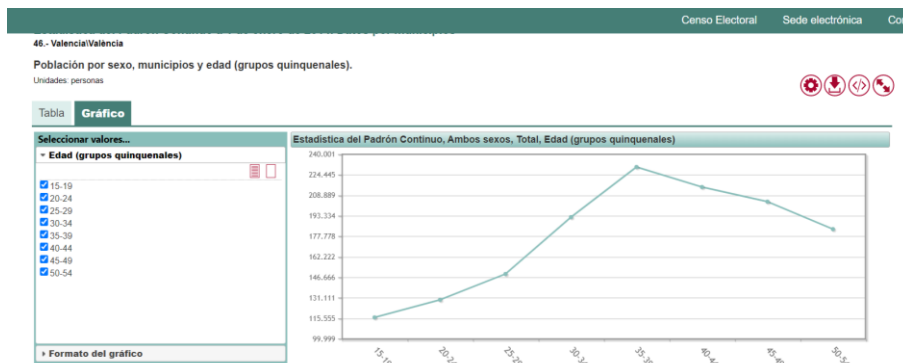 Censo Electoral Sede electrónica
46.- Valencia\València
Población por sexo, municipios y edad (grupos quinquenales).
Unidades: personas
Tabla Gráfico
Seleccionar valores...
Edad (grupos quinquenales)
15-19
20-24
25-29
30-34
35-39
40-44
45-49
50-54
Formato del gráfico
Estadística del Padrón Continuo, Ambos sexos, Total, Edad (grupos quinquenales)
240.001
224.445
208.889
193.334
177.778
162.222
146.666
131.111
115.555
99.999